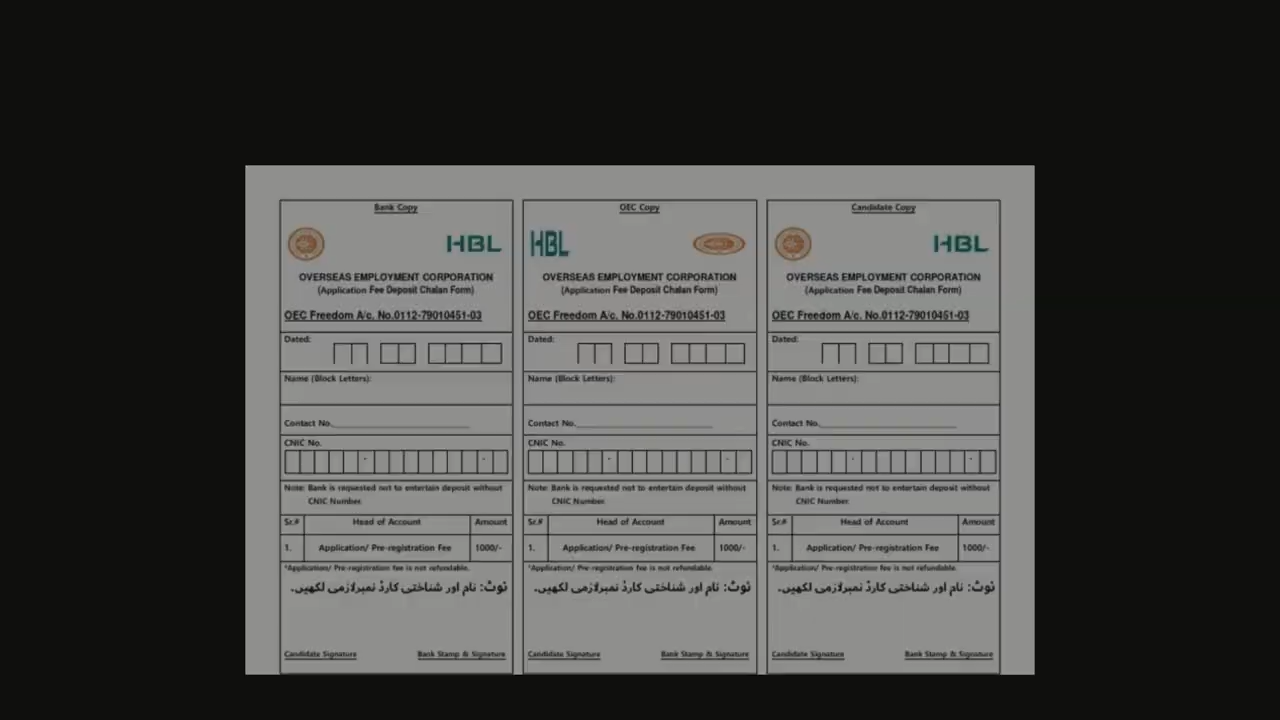 Bank Copy
HBL
OVERSEAS EMPLOYMENT CORPORATION
(Application Fee Deposit Chalan Form)
OEC Freedom A/c. No.0112-79010451-03
Dated:
Name (Block Letters):
Contact No.
CNIC No.
- -
Note: Bank is requested not to entertain deposit without
CNIC Number.
Sr.# Head of Account Amount
1. Application/ Pre-registration Fee 1000/-
*Application/ Pre-registration fee is not refundable.
نوٹ: نام اور شناختی کارڈ نمبرلازمی لکھیں۔
Candidate Signature Bank Stamp & Signature
OEC Copy
HBL
OVERSEAS EMPLOYMENT CORPORATION
(Application Fee Deposit Chalan Form)
OEC Freedom A/c. No.0112-79010451-03
Dated:
Name (Block Letters):
Contact No.
CNIC No.
- -
Note: Bank is requested not to entertain deposit without
CNIC Number.
Sr.# Head of Account Amount
1. Application/ Pre-registration Fee 1000/-
*Application/ Pre-registration fee is not refundable.
نوٹ: نام اور شناختی کارڈ نمبرلازمی لکھیں۔
Candidate Signature Bank Stamp & Signature
Candidate Copy
HBL
OVERSEAS EMPLOYMENT CORPORATION
(Application Fee Deposit Chalan Form)
OEC Freedom A/c. No.0112-79010451-03
Dated:
Name (Block Letters):
Contact No.
CNIC No.
- -
Note: Bank is requested not to entertain deposit without
CNIC Number.
Sr.# Head of Account Amount
1. Application/ Pre-registration Fee 1000/-
*Application/ Pre-registration fee is not refundable.
نوٹ: نام اور شناختی کارڈ نمبرلازمی لکھیں۔
Candidate Signature Bank Stamp & Signature